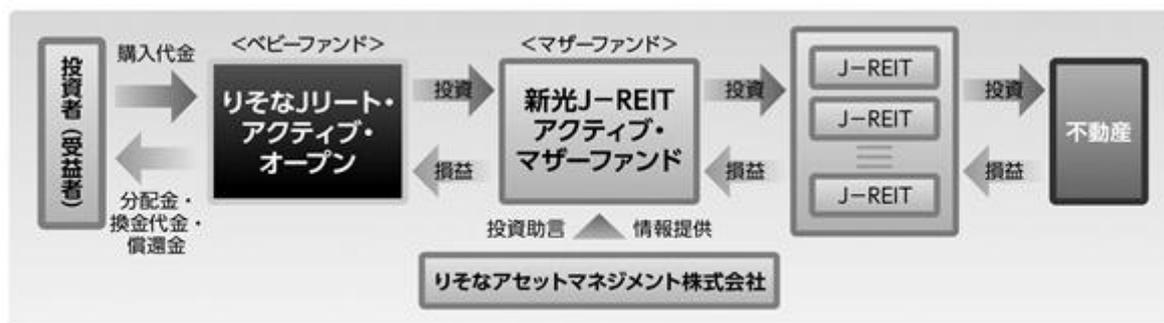 投資者（受益者）
購入代金
分配金・
換金代金・
償還金
＜ベビーファンド＞
りそなJリート・
アクティブ・
オープン
投資
損益
＜マザーファンド＞
新光J－REIT
アクティブ・
マザーファンド
投資助言
情報提供
りそなアセットマネジメント株式会社
投資
損益
J－REIT
J－REIT
J－REIT
投資
損益
不動産